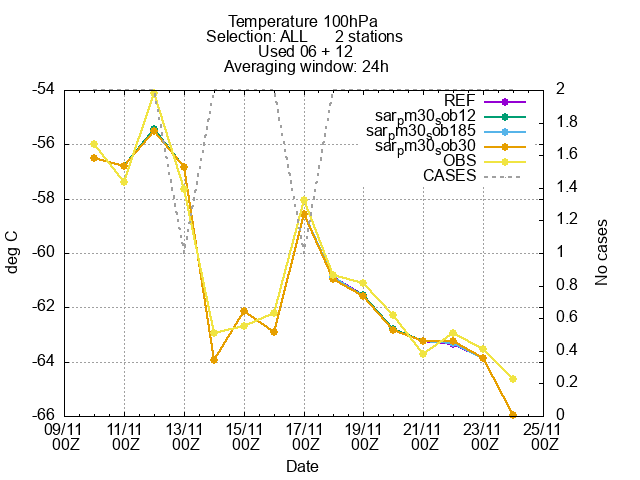 Temperature 100hPa
Selection: ALL 2 stations
Used 06 + 12
Averaging window: 24h
REF
sarpm30sob12
sarpm30sob185
sarpm30sob30
OBS
CASES
-54
-56
-58
-60
-62
-64
-66
deg C
2
1.8
1.6
1.4
1.2
1
0.8
0.6
0.4
0.2
0
No cases
09/11 11/11 13/11 15/11 17/11 19/11 21/11 23/11 25/11
00Z 00Z 00Z 00Z 00Z 00Z 00Z 00Z 00Z
Date